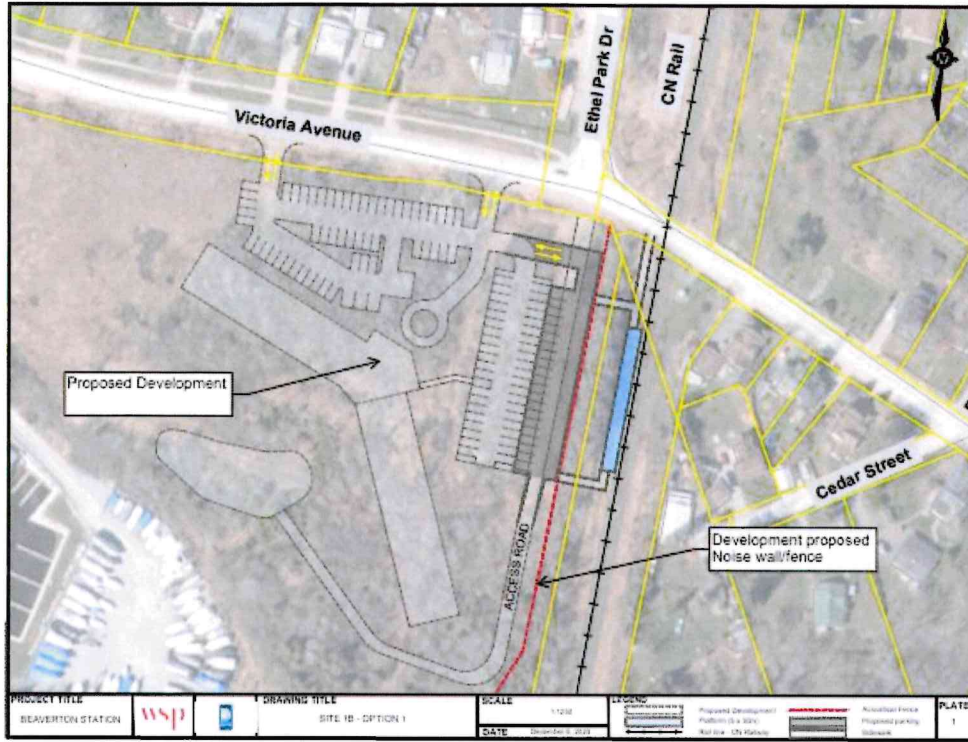 Victoria Avenue
Ethel Park Dr
CN Rail
N
Proposed Development
Cedar Street
Development proposed
Noise wall/fence
ACCESS ROAD
PROJECT TITLE
BEAVERTON STATION
wsp
DRAWING TITLE
SITE 1B - OPTION 1
SCALE
DATE
LEGEND
Proposed Development
Rail line - CN Railway
Acoustical Fence
Proposed parking
Sidewalk
PLATE
1